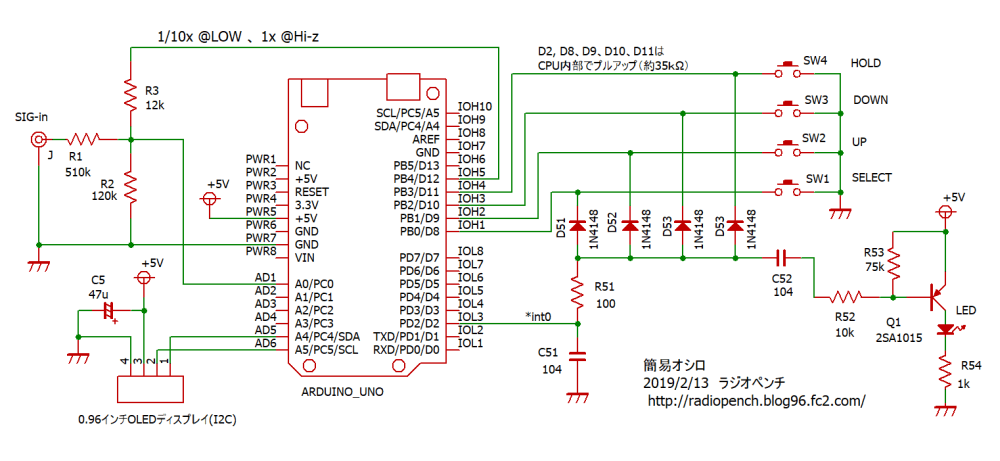 1/10x @LOW 、1x @Hi-z
D2, D8、D9、D10、D11は
CPU内部でプルアップ（約35kΩ）
SW4
HOLD
R3
12k
SW3
DOWN
SIG-in
J
R1
510k
SW2
UP
R2
120k
SW1
SELECT
+5V
PWR1
PWR2
PWR3
PWR4
PWR5
PWR6
PWR7
PWR8
NC
+5V
RESET
3.3V
+5V
GND
GND
VIN
SCL/PC5/A5
SDA/PC4/A4
AREF
GND
PB5/D13
PB4/D12
PB3/D11
PB2/D10
PB1/D9
PB0/D8
IOH10
IOH9
IOH8
IOH7
IOH6
IOH5
IOH4
IOH3
IOH2
IOH1
D51
1N4148
D52
1N4148
D53
1N4148
D53
1N4148
+5V
R53
75k
C52
104
R52
10k
Q1
2SA1015
LED
R54
1k
+5V
C5
47u
+
AD1
AD2
AD3
AD4
AD5
AD6
A0/PC0
A1/PC1
A2/PC2
A3/PC3
A4/PC4/SDA
A5/PC5/SCL
PD7/D7
PD6/D6
PD5/D5
PD4/D4
PD3/D3
PD2/D2
TXD/PD1/D1
RXD/PD0/D0
IOL8
IOL7
IOL6
IOL5
IOL4
IOL3
IOL2
IOL1
R51
100
*int0
C51
104
4
3
2
1
ARDUINO_UNO
0.96インチOLEDディスプレイ(I2C)
簡易オシロ
2019/2/13 ラジオペンチ
http://radiopench.blog96.fc2.com/